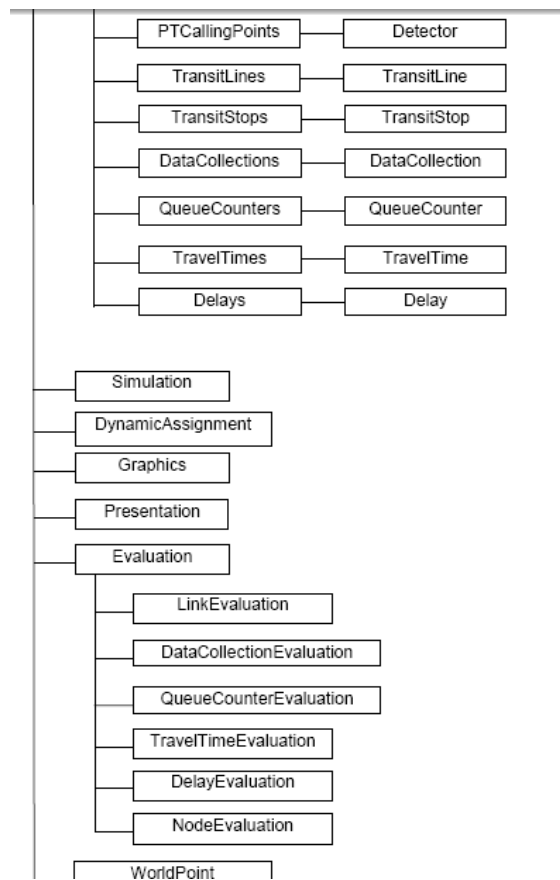 PTCallingPoints Detector
TransitLines TransitLine
TransitStops TransitStop
DataCollections DataCollection
QueueCounters QueueCounter
TravelTimes TravelTime
Delays Delay
Simulation
DynamicAssignment
Graphics
Presentation
Evaluation
LinkEvaluation
DataCollectionEvaluation
QueueCounterEvaluation
TravelTimeEvaluation
DelayEvaluation
NodeEvaluation
WorldPoint